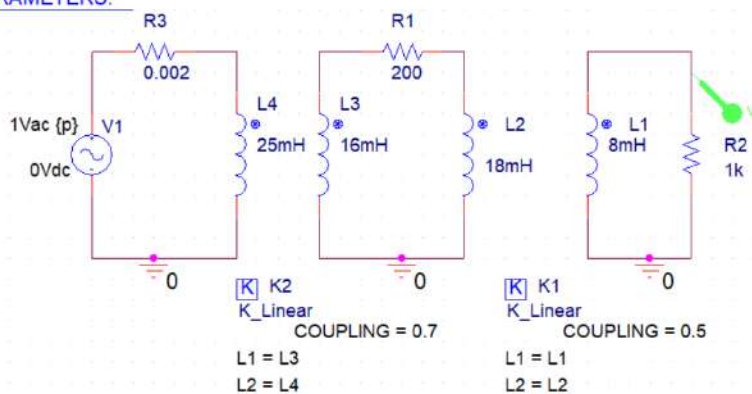 R3
R1
0.002
200
1Vac {p}
V1
0Vdc
L4
25mH
L3
16mH
L2
18mH
L1
8mH
R2
1k
0
0
0
K K2
K_Linear
COUPLING = 0.7
L1 = L3
L2 = L4
K K1
K_Linear
COUPLING = 0.5
L1 = L1
L2 = L2